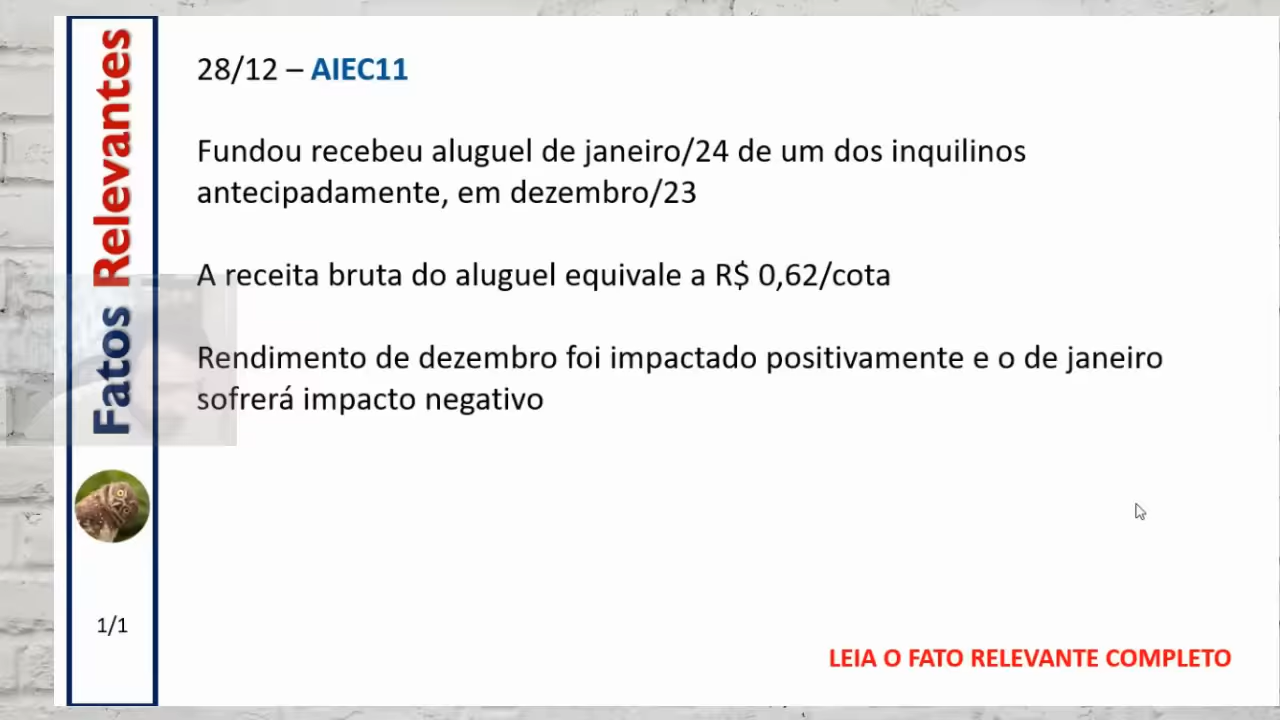 Fatos Relevantes
1/1
28/12 – AIEC11
Fundou recebeu aluguel de janeiro/24 de um dos inquilinos
antecipadamente, em dezembro/23
A receita bruta do aluguel equivale a R$ 0,62/cota
Rendimento de dezembro foi impactado positivamente e o de janeiro
sofrerá impacto negativo
LEIA O FATO RELEVANTE COMPLETO